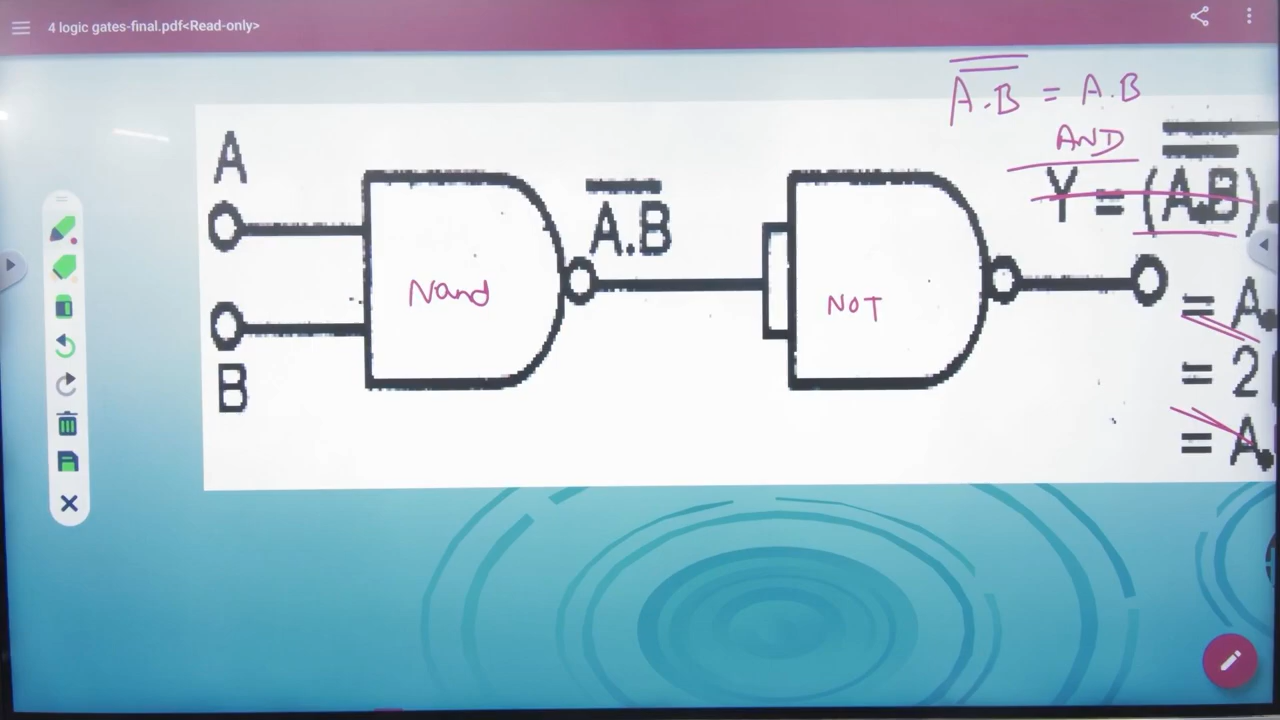 4 logic gates-final.pdf<Read-only>
A̿.̿B̿ = A.B
AND
A
B
Nand
A̅.̅B̅
NOT
Y = (A̿.̿B̿).
= A.
= 2
= A.